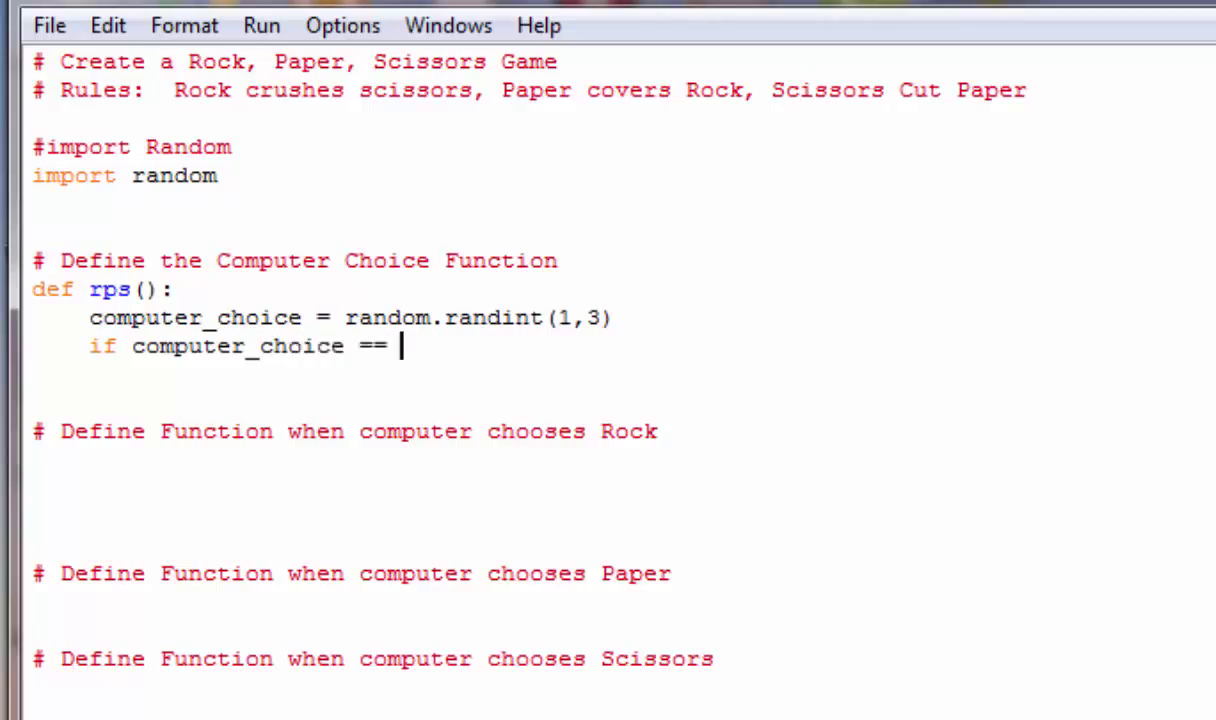 File Edit Format Run Options Windows Help
# Create a Rock, Paper, Scissors Game
# Rules:  Rock crushes scissors, Paper covers Rock, Scissors Cut Paper
#import Random
import random
# Define the Computer Choice Function
def rps():
    computer_choice = random.randint(1,3)
    if computer_choice ==
# Define Function when computer chooses Rock
# Define Function when computer chooses Paper
# Define Function when computer chooses Scissors